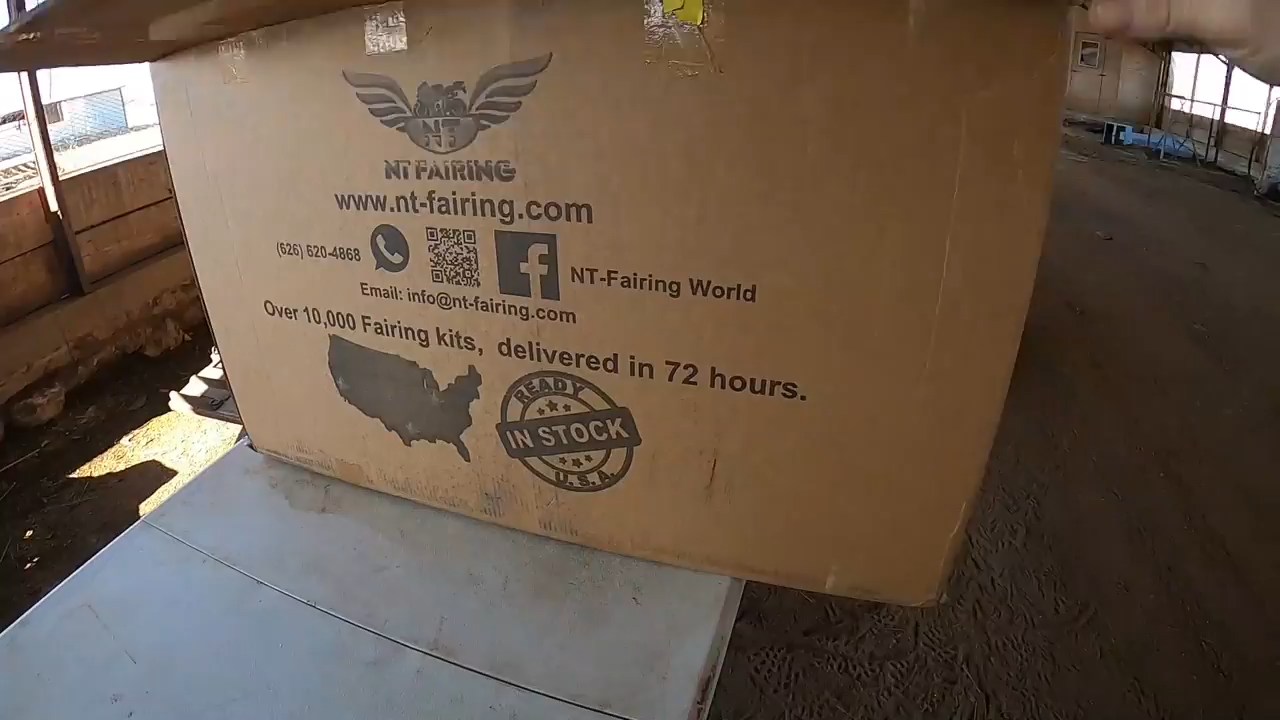 NT
NT FAIRING
www.nt-fairing.com
(626) 620-4868
NT-Fairing World
Email: info@nt-fairing.com
Over 10,000 Fairing kits, delivered in 72 hours.
READY
IN STOCK
U.S.A.